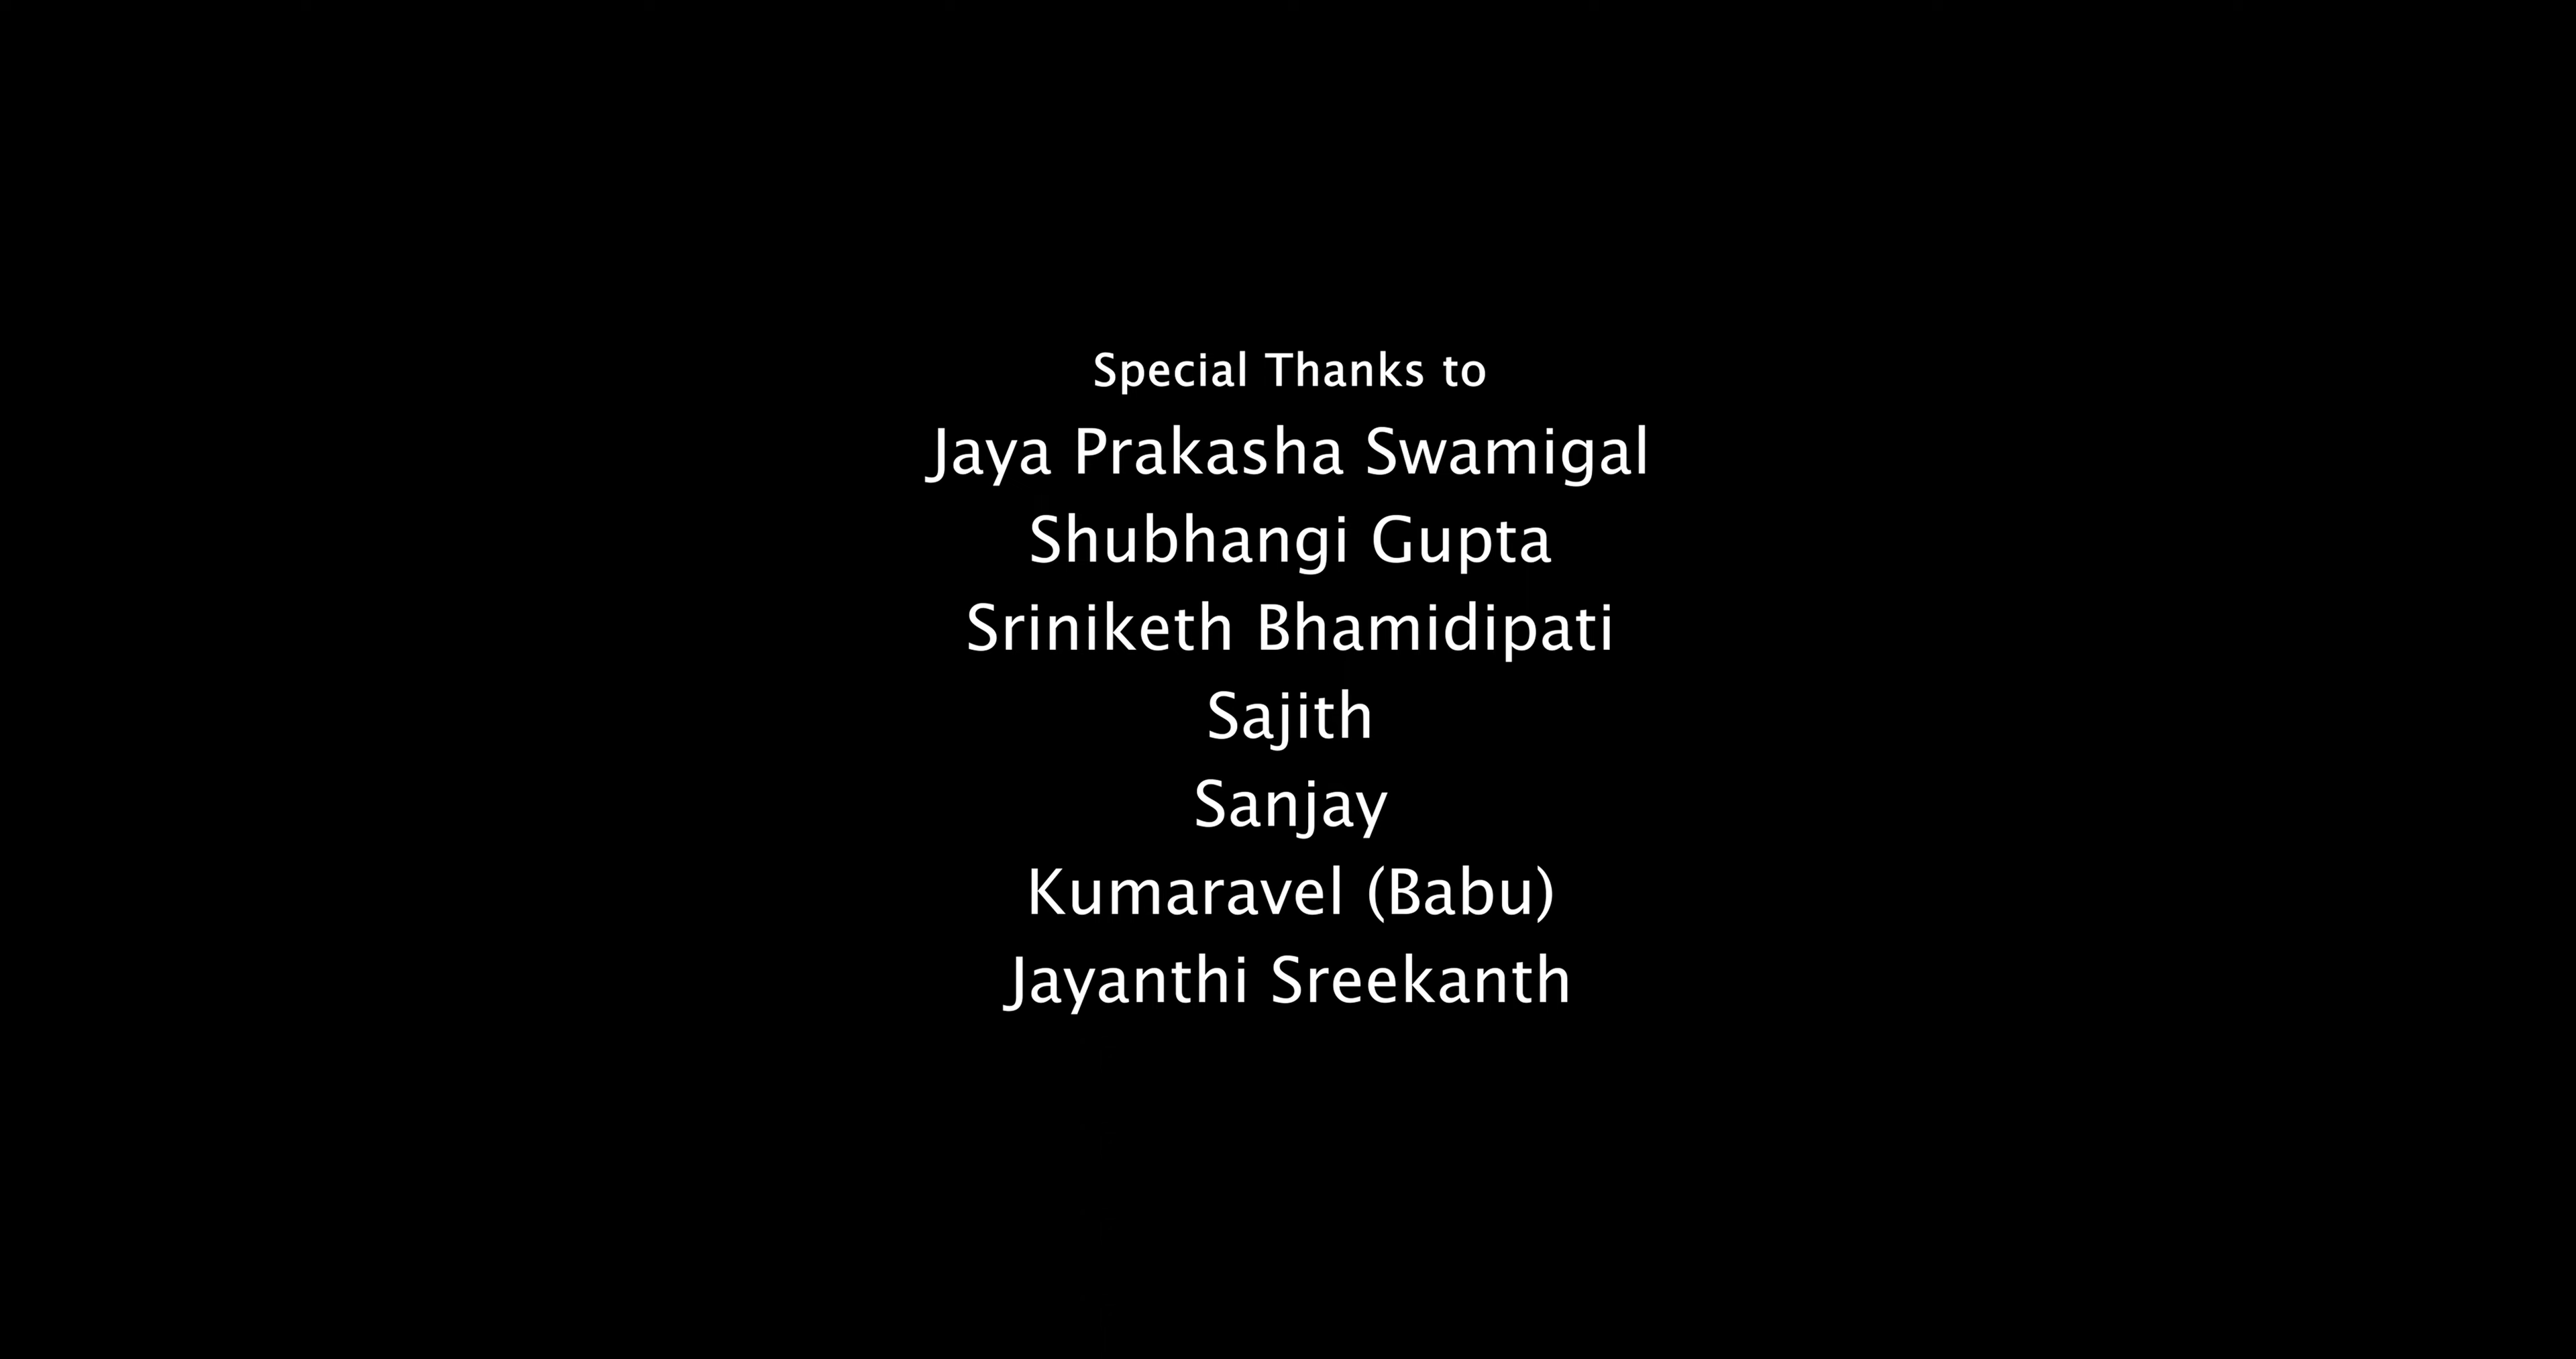 Special Thanks to
Jaya Prakasha Swamigal
Shubhangi Gupta
Sriniketh Bhamidipati
Sajith
Sanjay
Kumaravel (Babu)
Jayanthi Sreekanth